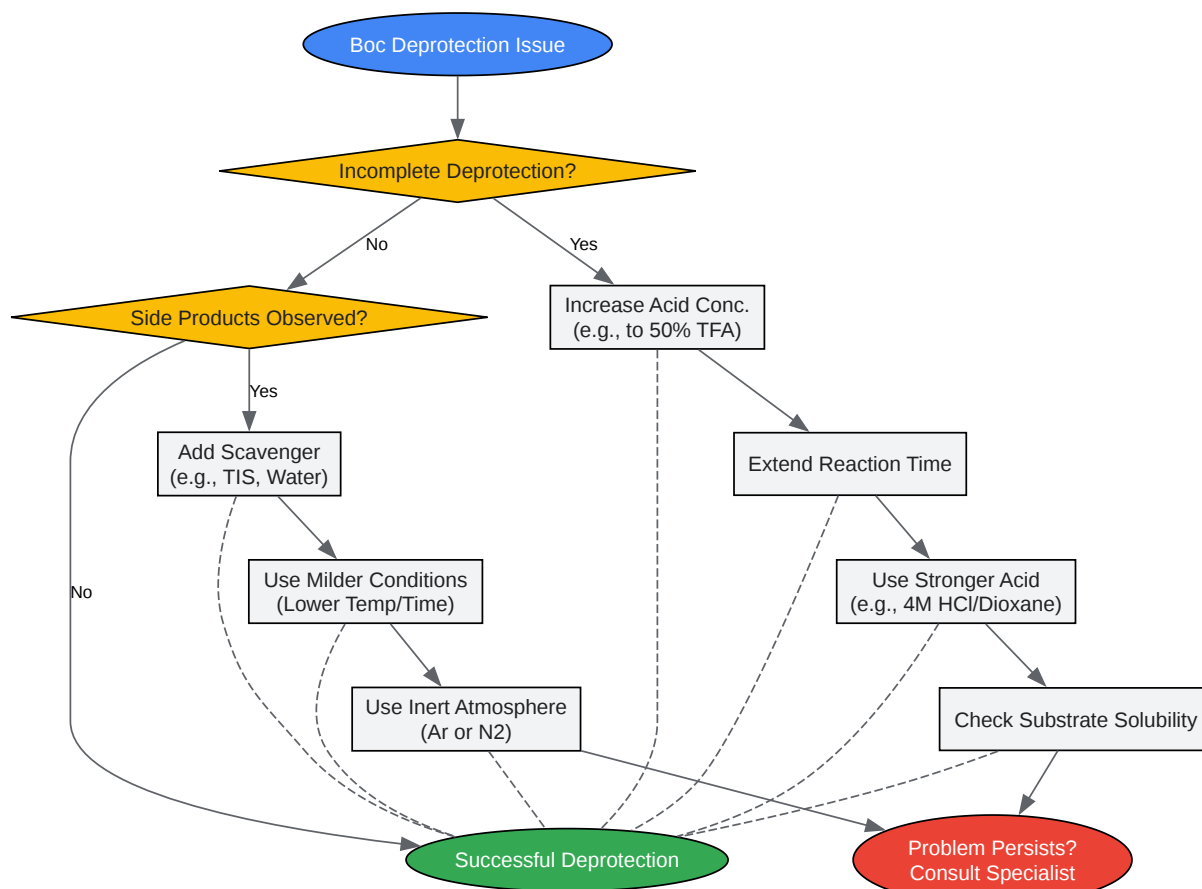 Boc Deprotection Issue
Incomplete Deprotection?
No
Yes
Side Products Observed?
Increase Acid Conc.
(e.g., to 50% TFA)
Yes
Add Scavenger
(e.g., TIS, Water)
Extend Reaction Time
No
Use Milder Conditions
(Lower Temp/Time)
Use Stronger Acid
(e.g., 4M HCl/Dioxane)
Use Inert Atmosphere
(Ar or N2)
Check Substrate Solubility
Successful Deprotection
Problem Persists?
Consult Specialist